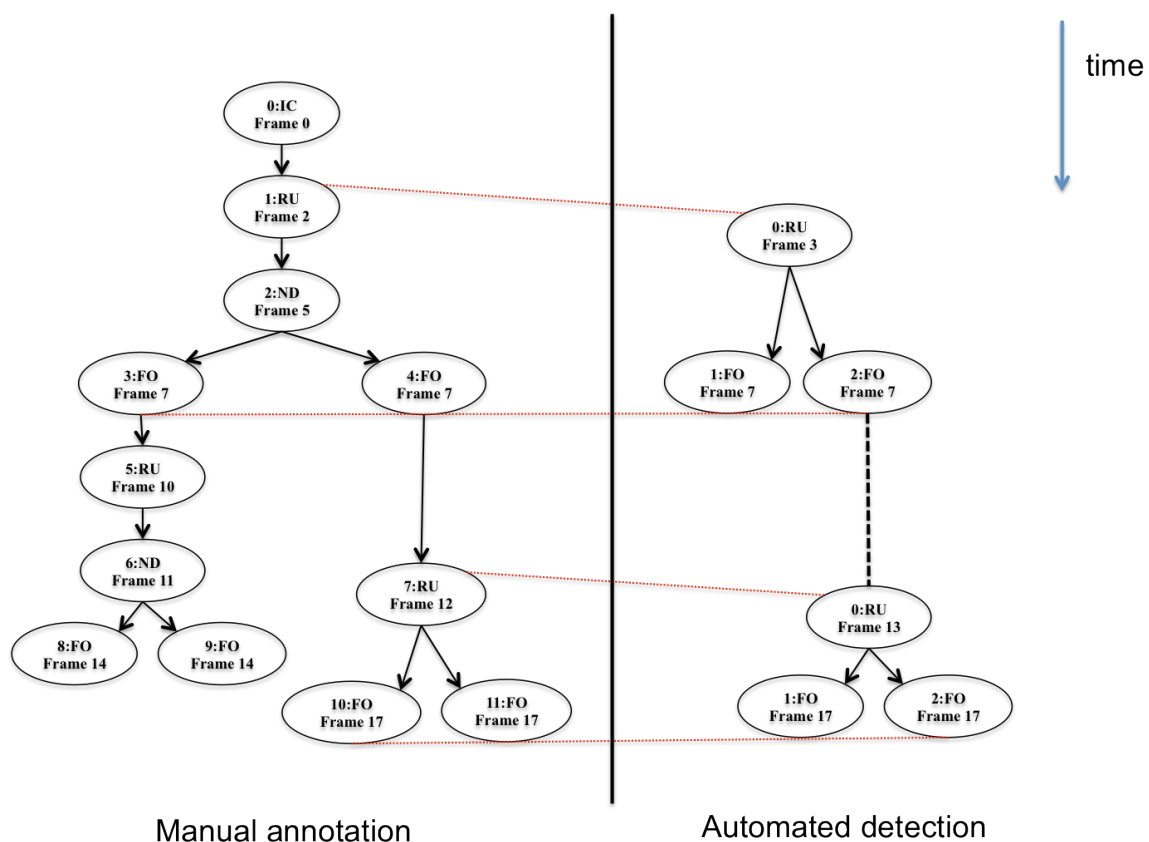 time
0:IC
Frame 0
1:RU
Frame 2
0:RU
Frame 3
2:ND
Frame 5
3:FO
Frame 7
4:FO
Frame 7
1:FO
Frame 7
2:FO
Frame 7
5:RU
Frame 10
6:ND
Frame 11
7:RU
Frame 12
0:RU
Frame 13
8:FO
Frame 14
9:FO
Frame 14
10:FO
Frame 17
11:FO
Frame 17
1:FO
Frame 17
2:FO
Frame 17
Manual annotation
Automated detection